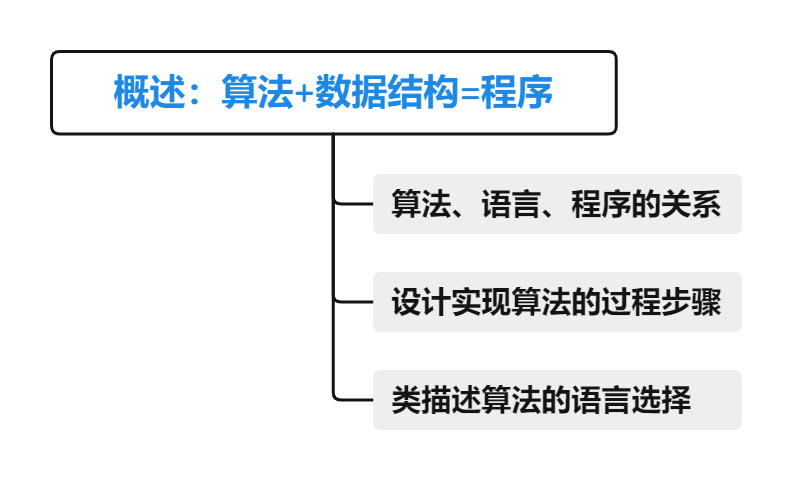 概述：算法+数据结构=程序
算法、语言、程序的关系
设计实现算法的过程步骤
类描述算法的语言选择